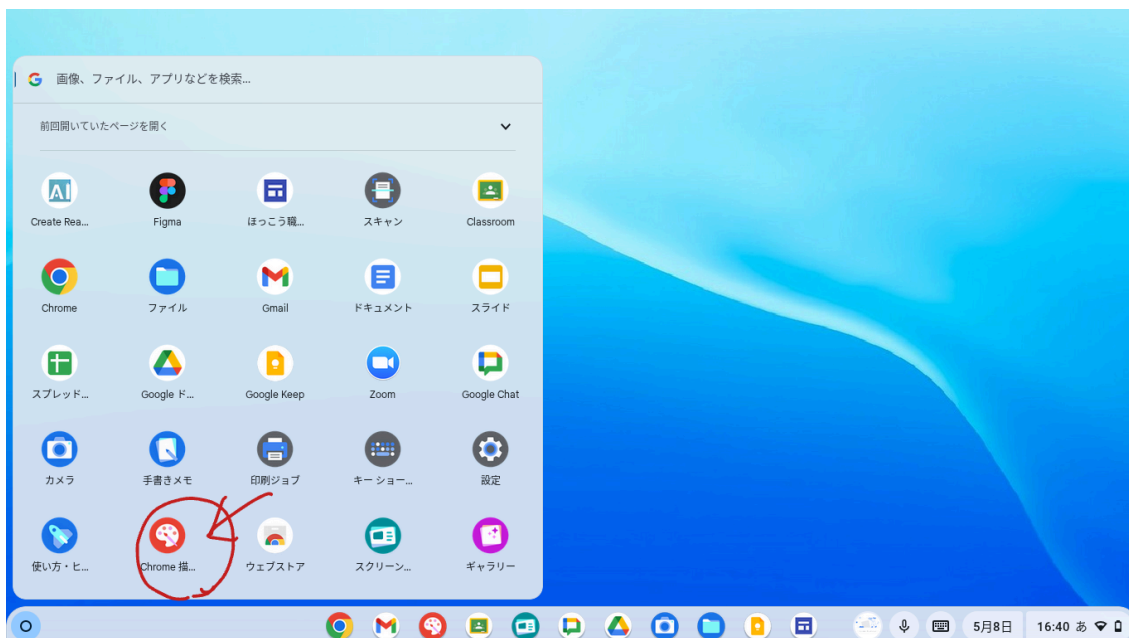 画像、ファイル、アプリなどを検索...
前回開いていたページを開く
Create Rea...
Figma
ほっこう職...
スキャン
Classroom
Chrome
ファイル
Gmail
ドキュメント
スライド
スプレッド...
Google ド...
Google Keep
Zoom
Google Chat
カメラ
手書きメモ
印刷ジョブ
キー ショー...
設定
使い方・ヒ...
Chrome 描...
ウェブストア
スクリーン...
ギャラリー
5月8日
16:40 あ